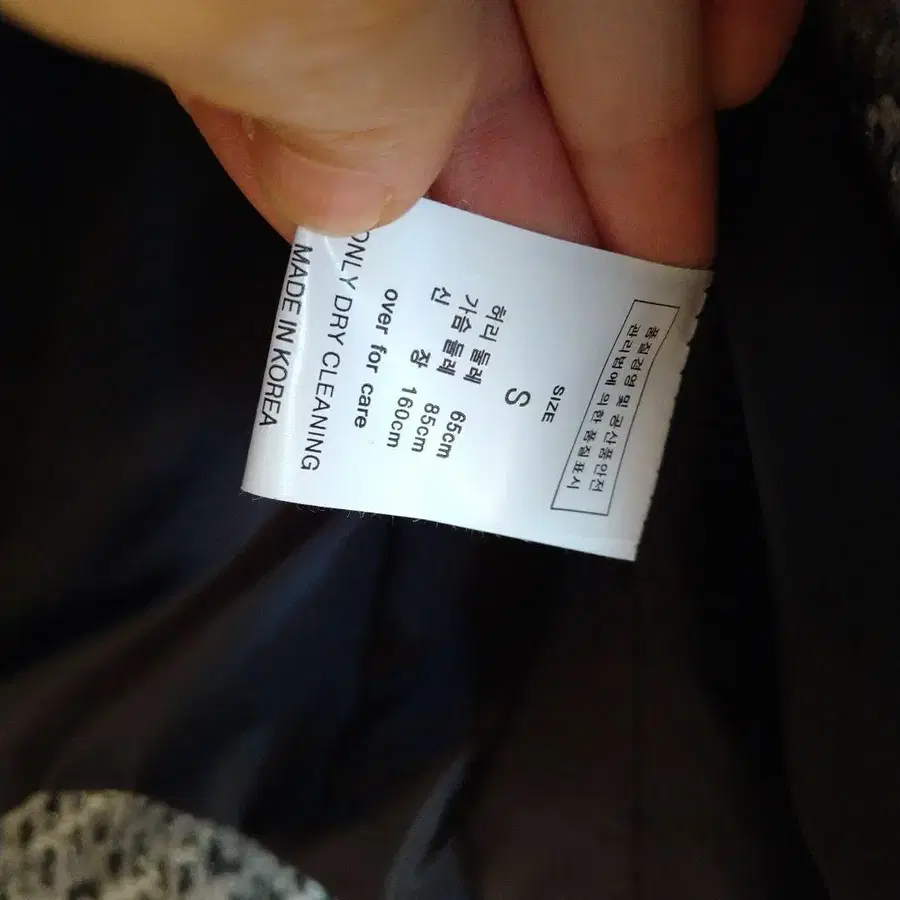 품질경영 및 공산품안전
관리법에 의한 품질표시
SIZE
S
허리 둘레 65cm
가슴 둘레 85cm
신 장 160cm
over for care
ONLY DRY CLEANING
MADE IN KOREA